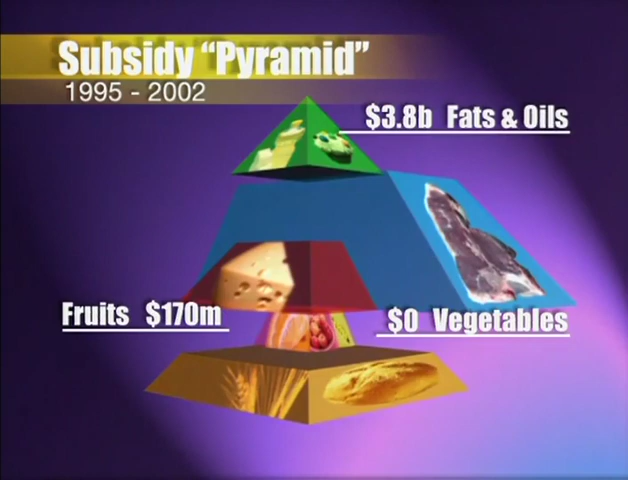 Subsidy “Pyramid”
1995 - 2002
$3.8b Fats & Oils
Fruits $170m
$0 Vegetables